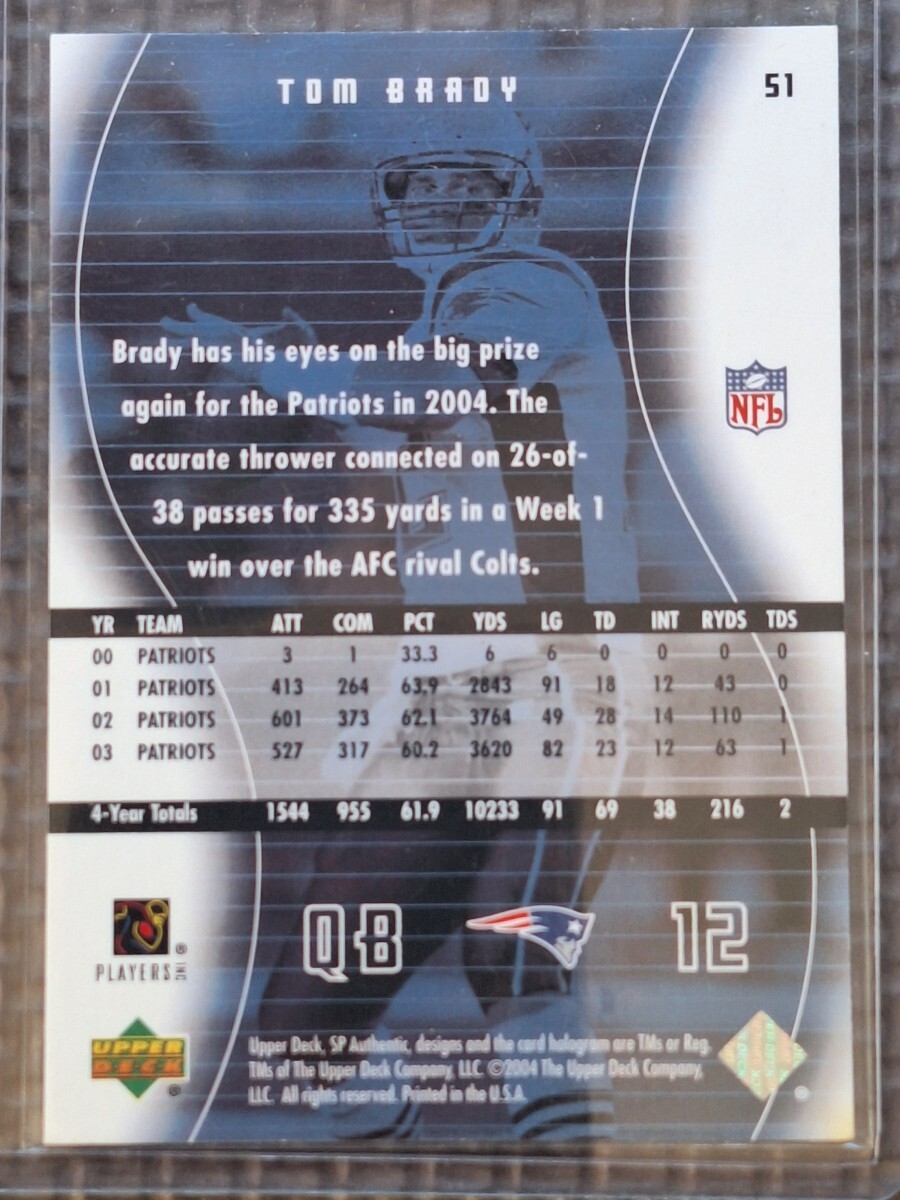 TOM BRADY
51
Brady has his eyes on the big prize
again for the Patriots in 2004. The
accurate thrower connected on 26-of-
38 passes for 335 yards in a Week 1
win over the AFC rival Colts.
NFL
YR TEAM ATT COM PCT YDS LG TD INT RYDS TDS
00 PATRIOTS 3 1 33.3 6 6 0 0 0 0
01 PATRIOTS 413 264 63.9 2843 91 18 12 43 0
02 PATRIOTS 601 373 62.1 3764 49 28 14 110 1
03 PATRIOTS 527 317 60.2 3620 82 23 12 63 1
4-Year Totals 1544 955 61.9 10233 91 69 38 216 2
QB
12
PLAYERS INC ®
UPPER
DECK ®
Upper Deck, SP Authentic, designs and the card hologram are TMs or Reg.
TMs of The Upper Deck Company, LLC. ©2004 The Upper Deck Company,
LLC. All rights reserved. Printed in the U.S.A.